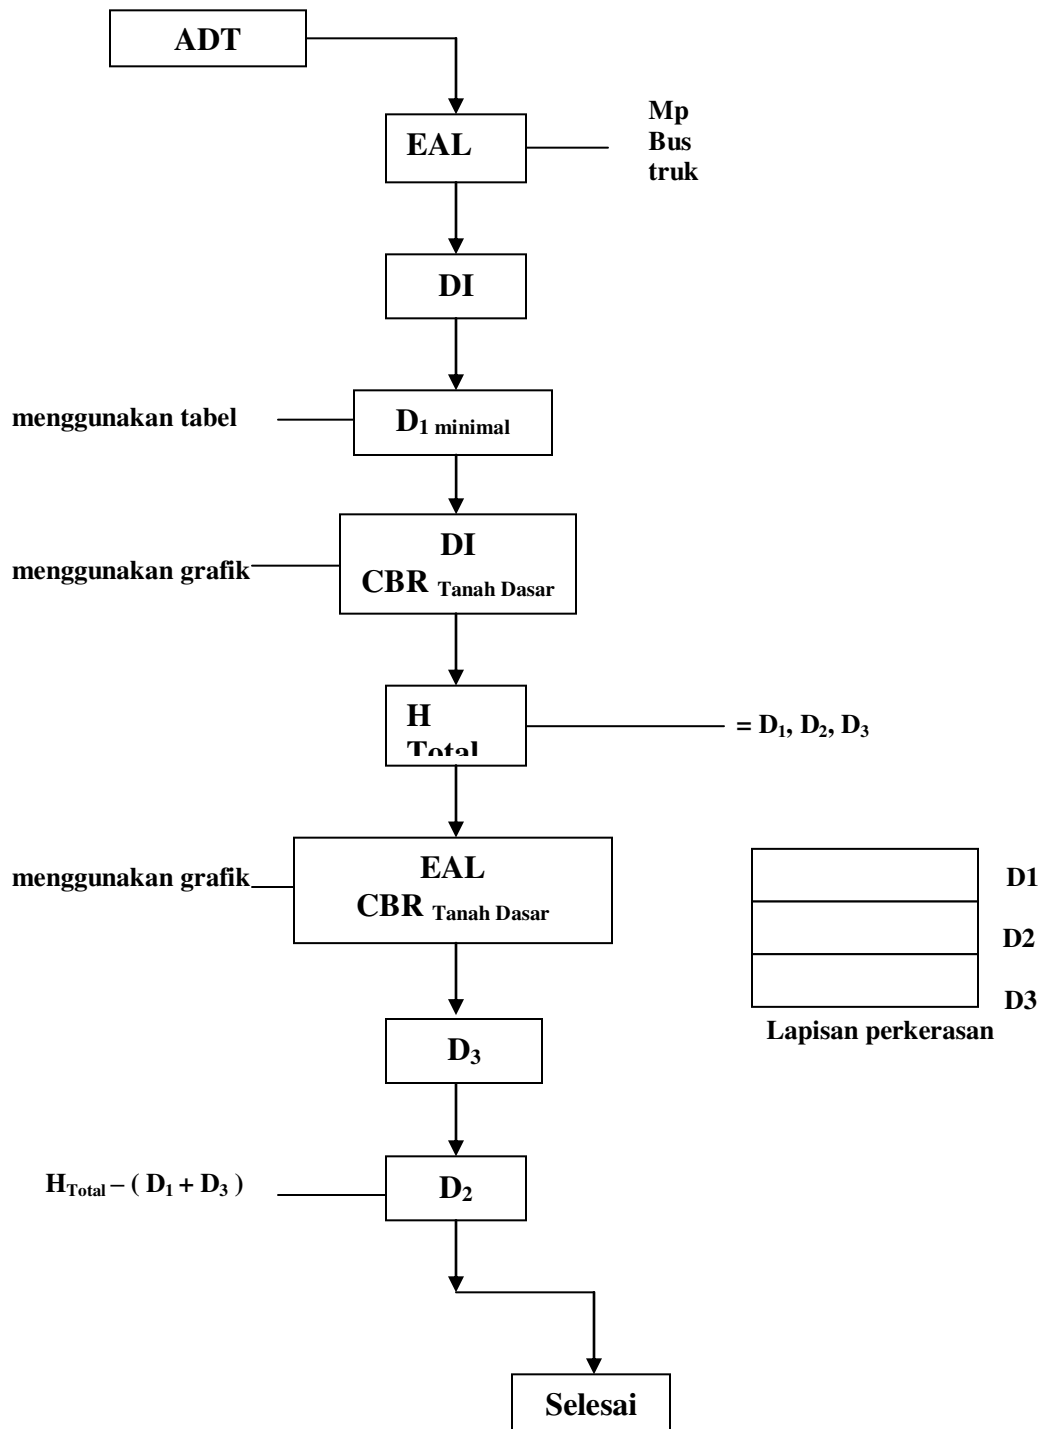 ADT
EAL
Mp
Bus
truk
DI
menggunakan tabel
D₁ minimal
DI
CBR Tanah Dasar
menggunakan grafik
H
Total
= D₁, D₂, D₃
EAL
CBR Tanah Dasar
menggunakan grafik
D1
D2
D3
Lapisan perkerasan
D₃
H_Total – ( D₁ + D₃ )
D₂
Selesai